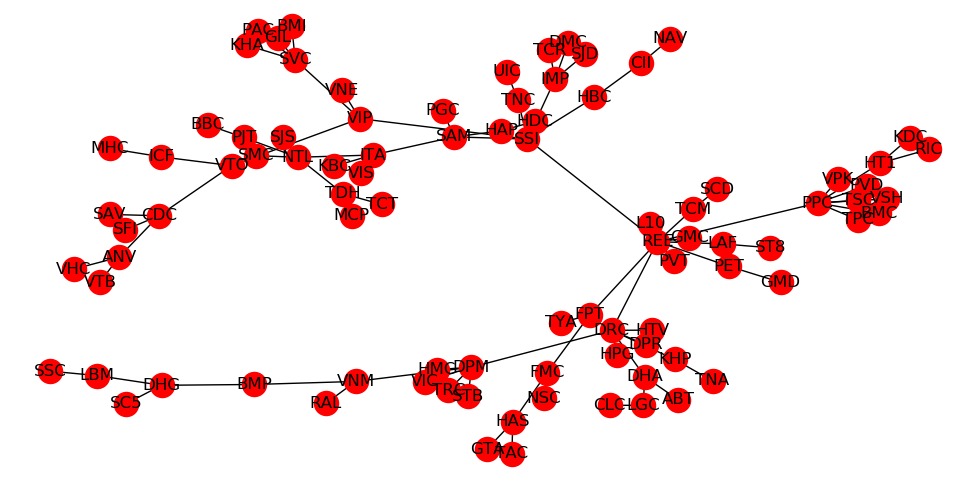 BMI
PAC
GIL
KHA
SVC
NAV
DMC
TCR
SJD
CII
UIC
IMP
VNE
HBC
TNC
PGC
VIP
HDC
BBC
HAP
PJT
SJS
SAM
SSI
KDC
MHC
ICF
SMC
NTL
ITA
RIC
VTO
KBC
VIS
HT1
VPK
PVD
SCD
TDH
TCT
PPC
TSC
VSH
TCM
BMC
SAV
CDC
MCP
TPC
SFI
L10
REE
GMC
LAF
ST8
ANV
PVT
PET
VHC
VTB
GMD
FPT
TYA
DRC
HTV
DPR
HPG
KHP
SSC
LBM
HMC
DPM
FMC
DHA
TNA
DHG
BMP
VNM
VIC
TRC
STB
NSC
ABT
SC5
RAL
CLC
LGC
HAS
GTA
TAC